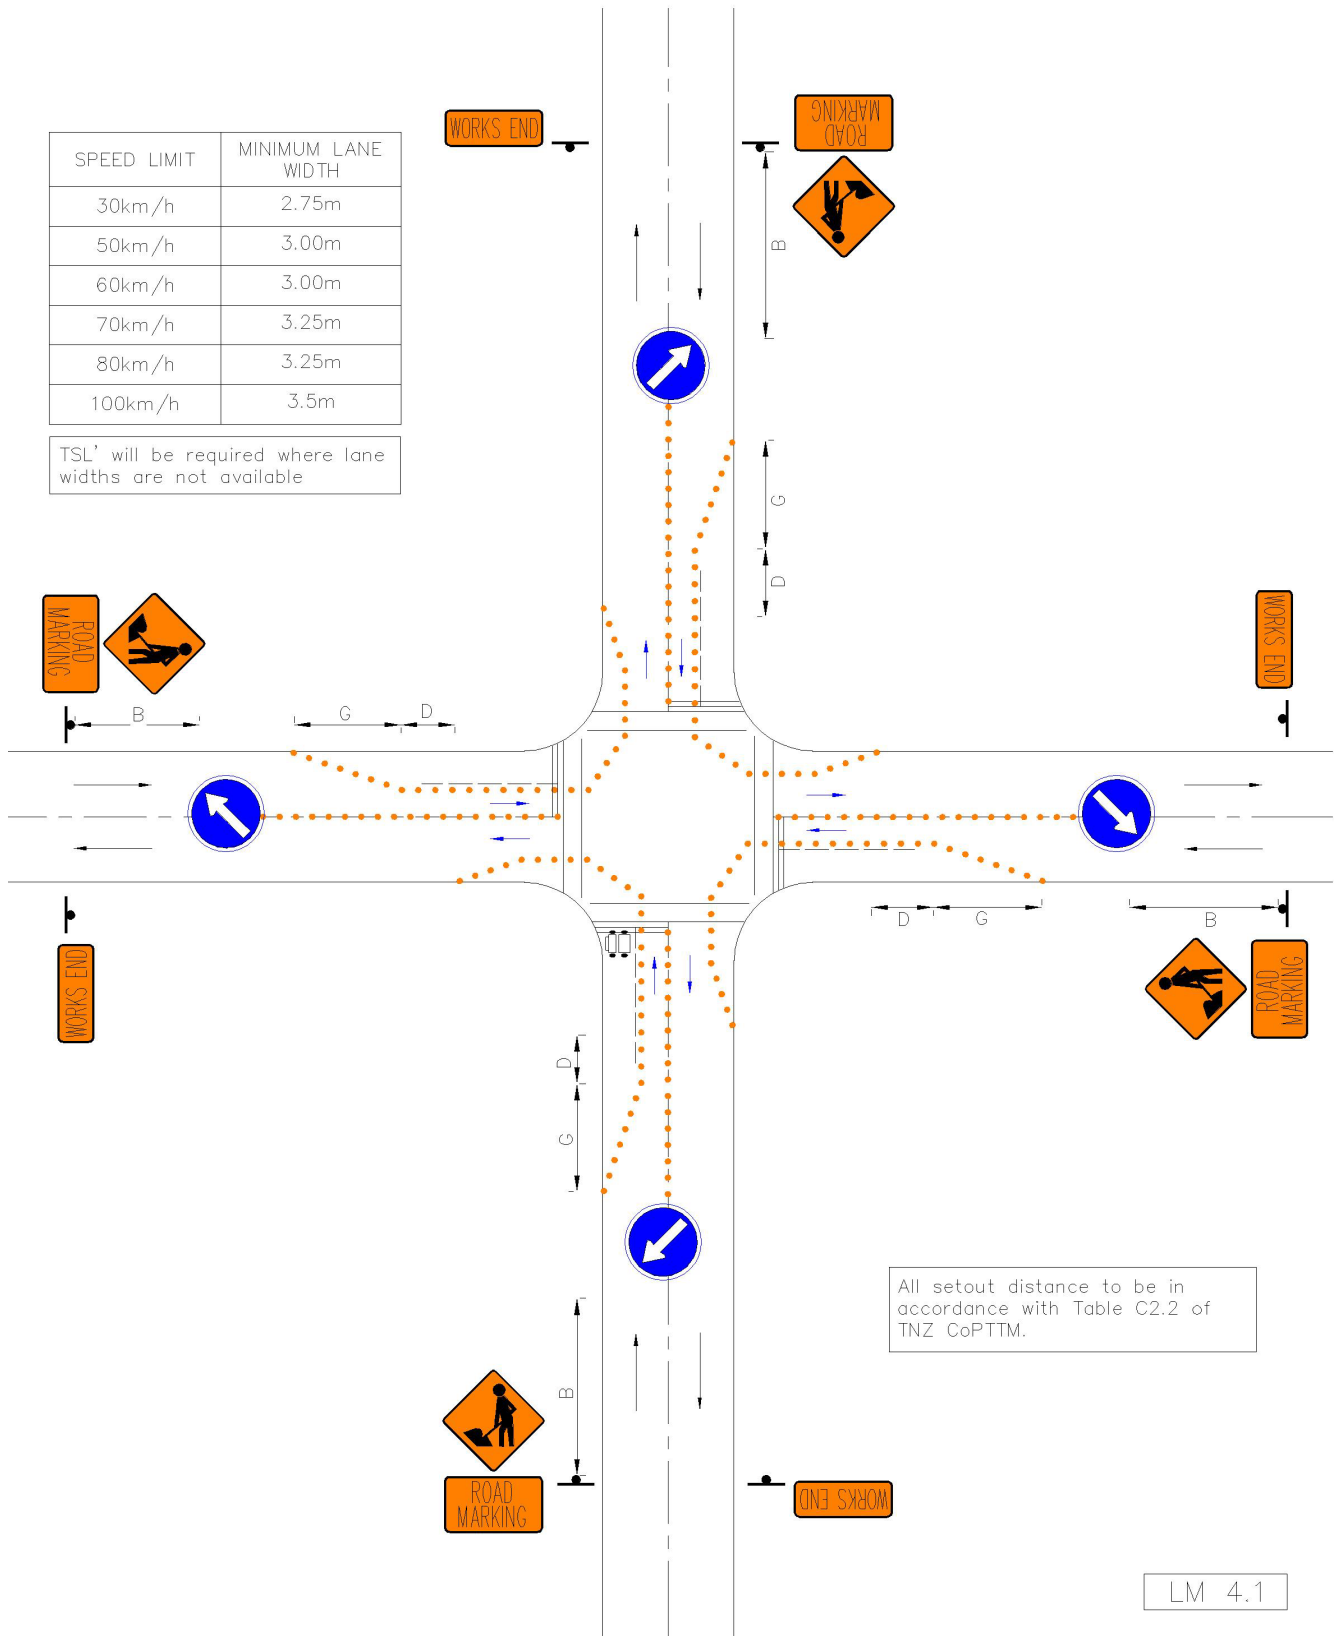 WORKS END
ROAD
MARKING
SPEED LIMIT
MINIMUM LANE
WIDTH
30km/h
2.75m
50km/h
3.00m
60km/h
3.00m
70km/h
3.25m
80km/h
3.25m
100km/h
3.5m
TSL' will be required where lane
widths are not available
B
G
D
ROAD
MARKING
WORKS END
B
G
D
D
G
B
WORKS END
ROAD
MARKING
D
G
B
All setout distance to be in
accordance with Table C2.2 of
TNZ CoPTTM.
ROAD
MARKING
WORKS END
LM 4.1